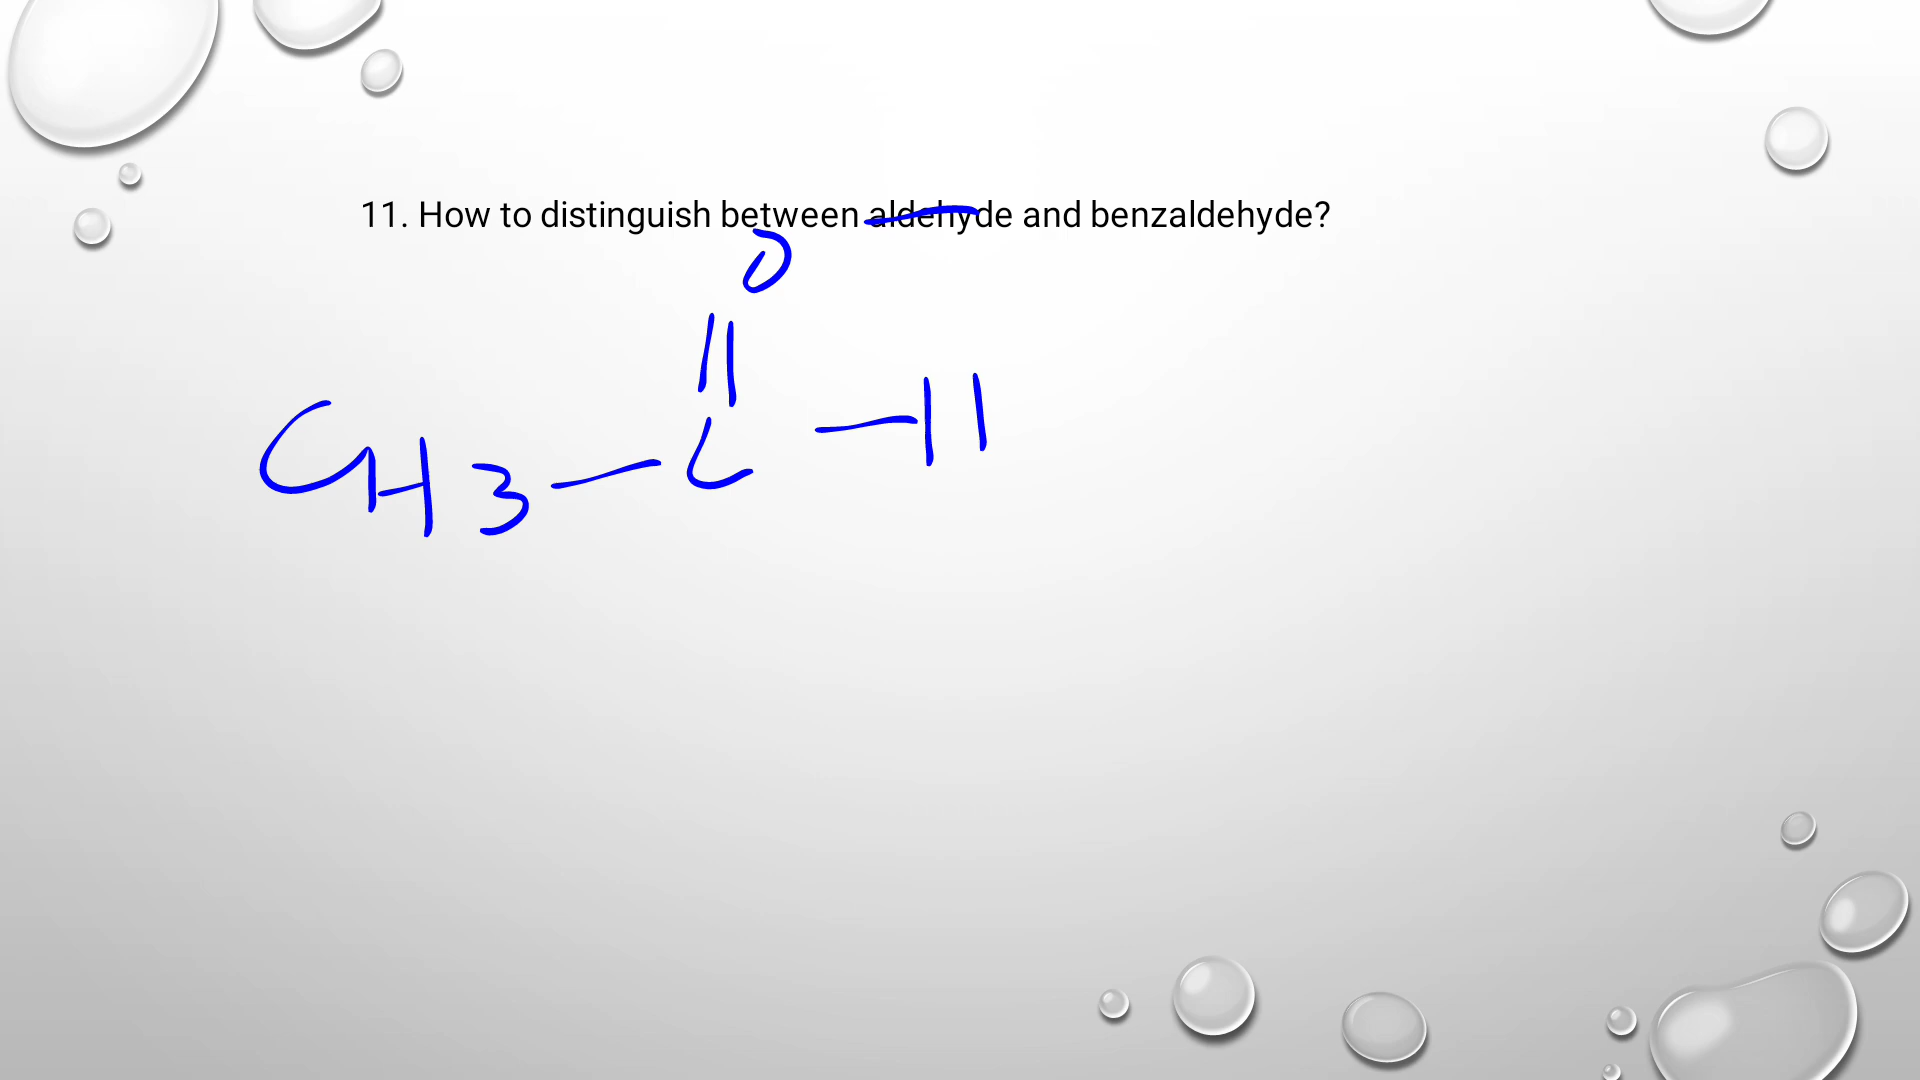 11. How to distinguish between aldehyde and benzaldehyde?
O
||
CH3 — C — H